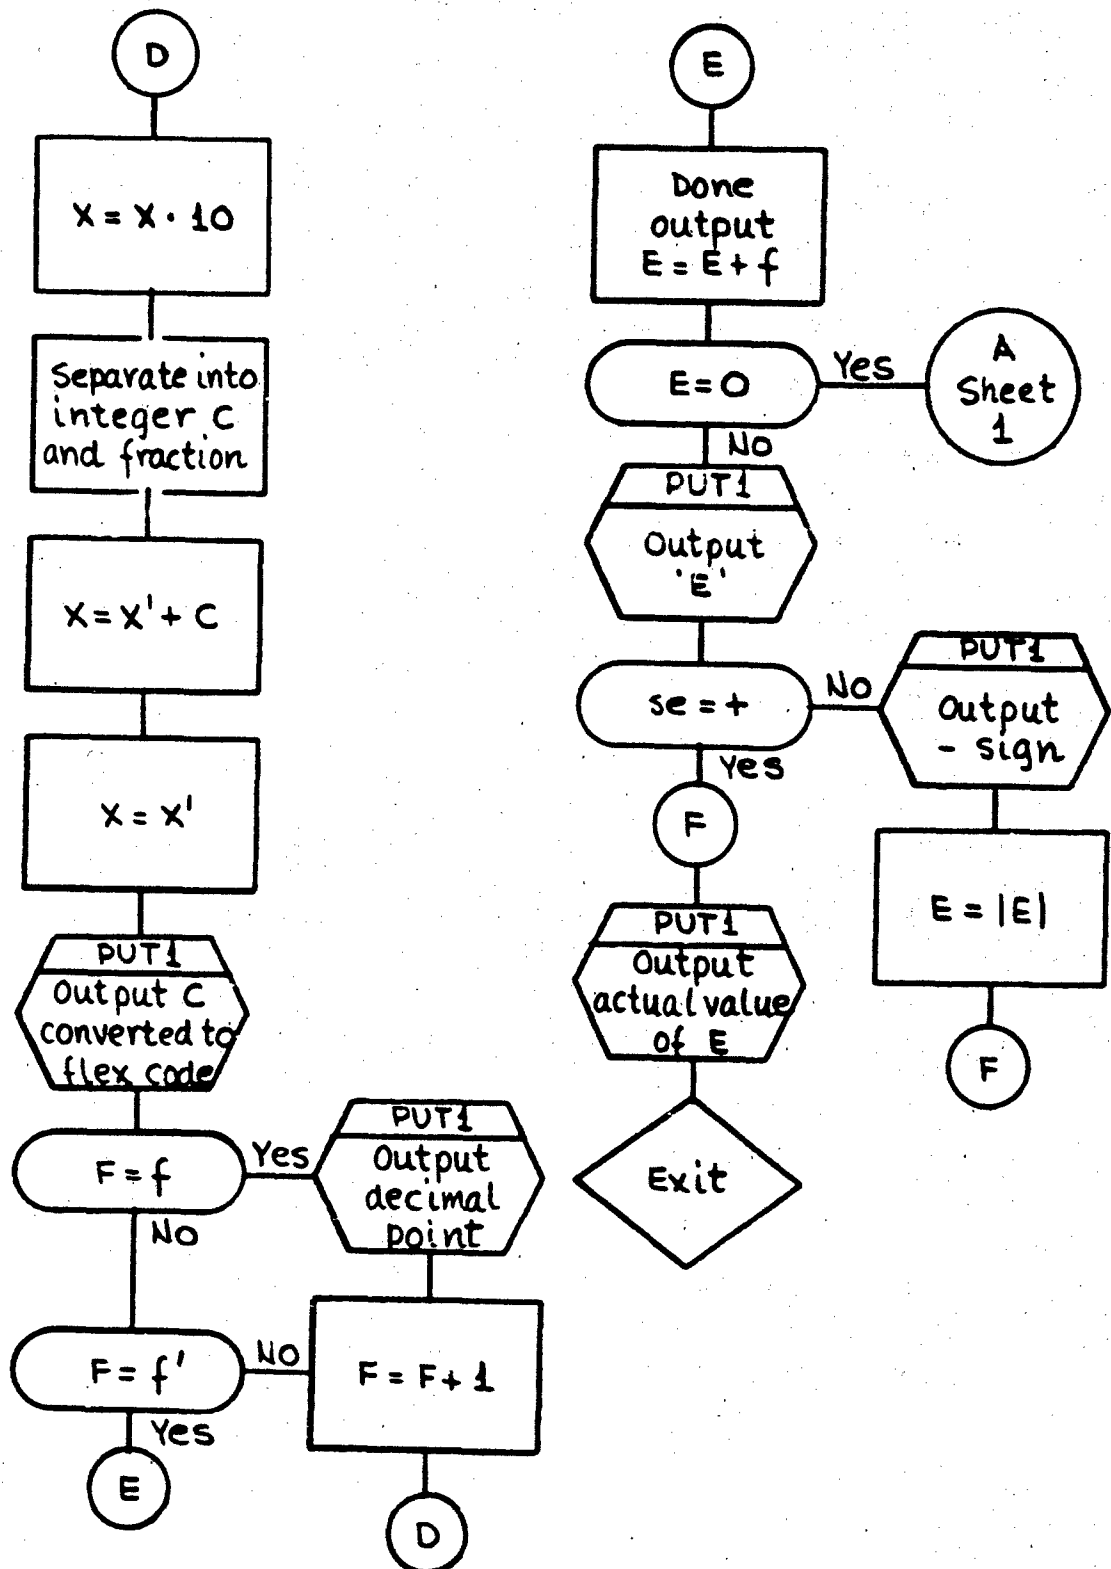 D
X = X · 10
Separate into
integer C
and fraction
X = X' + C
X = X'
PUT1
Output C
converted to
flex code
F = f
Yes
No
PUT1
Output
decimal
point
F = f'
No
Yes
F = F + 1
E
D
E
Done
output
E = E + f
E = 0
Yes
A
Sheet
1
No
PUT1
Output
'E'
se = +
No
PUT1
Output
- sign
Yes
F
E = |E|
PUT1
Output
actual value
of E
F
Exit